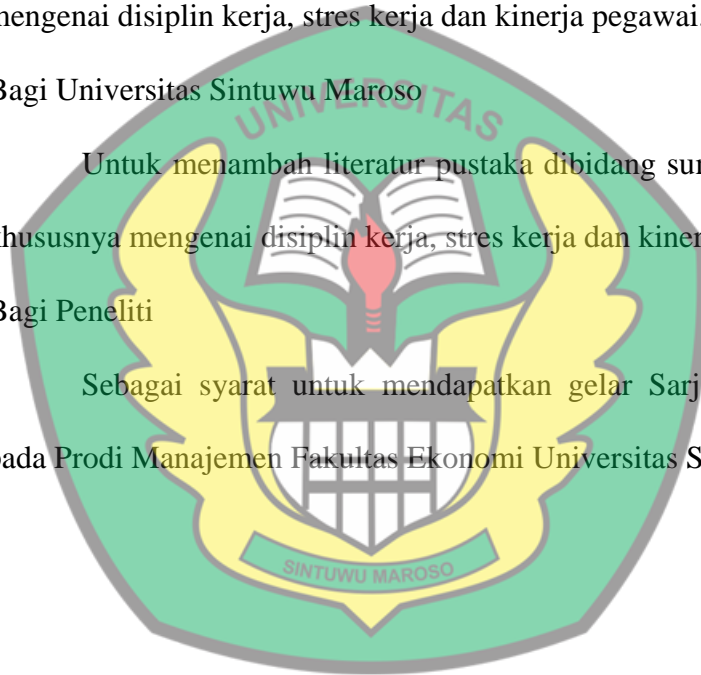 mengenai disiplin kerja, stres kerja dan kinerja pegawai.
Bagi Universitas Sintuwu Maroso
UNIVERSITAS
Untuk menambah literatur pustaka dibidang sum
khususnya mengenai disiplin kerja, stres kerja dan kiner
Bagi Peneliti
Sebagai syarat untuk mendapatkan gelar Sarj
pada Prodi Manajemen Fakultas Ekonomi Universitas S
SINTUWU MAROSO